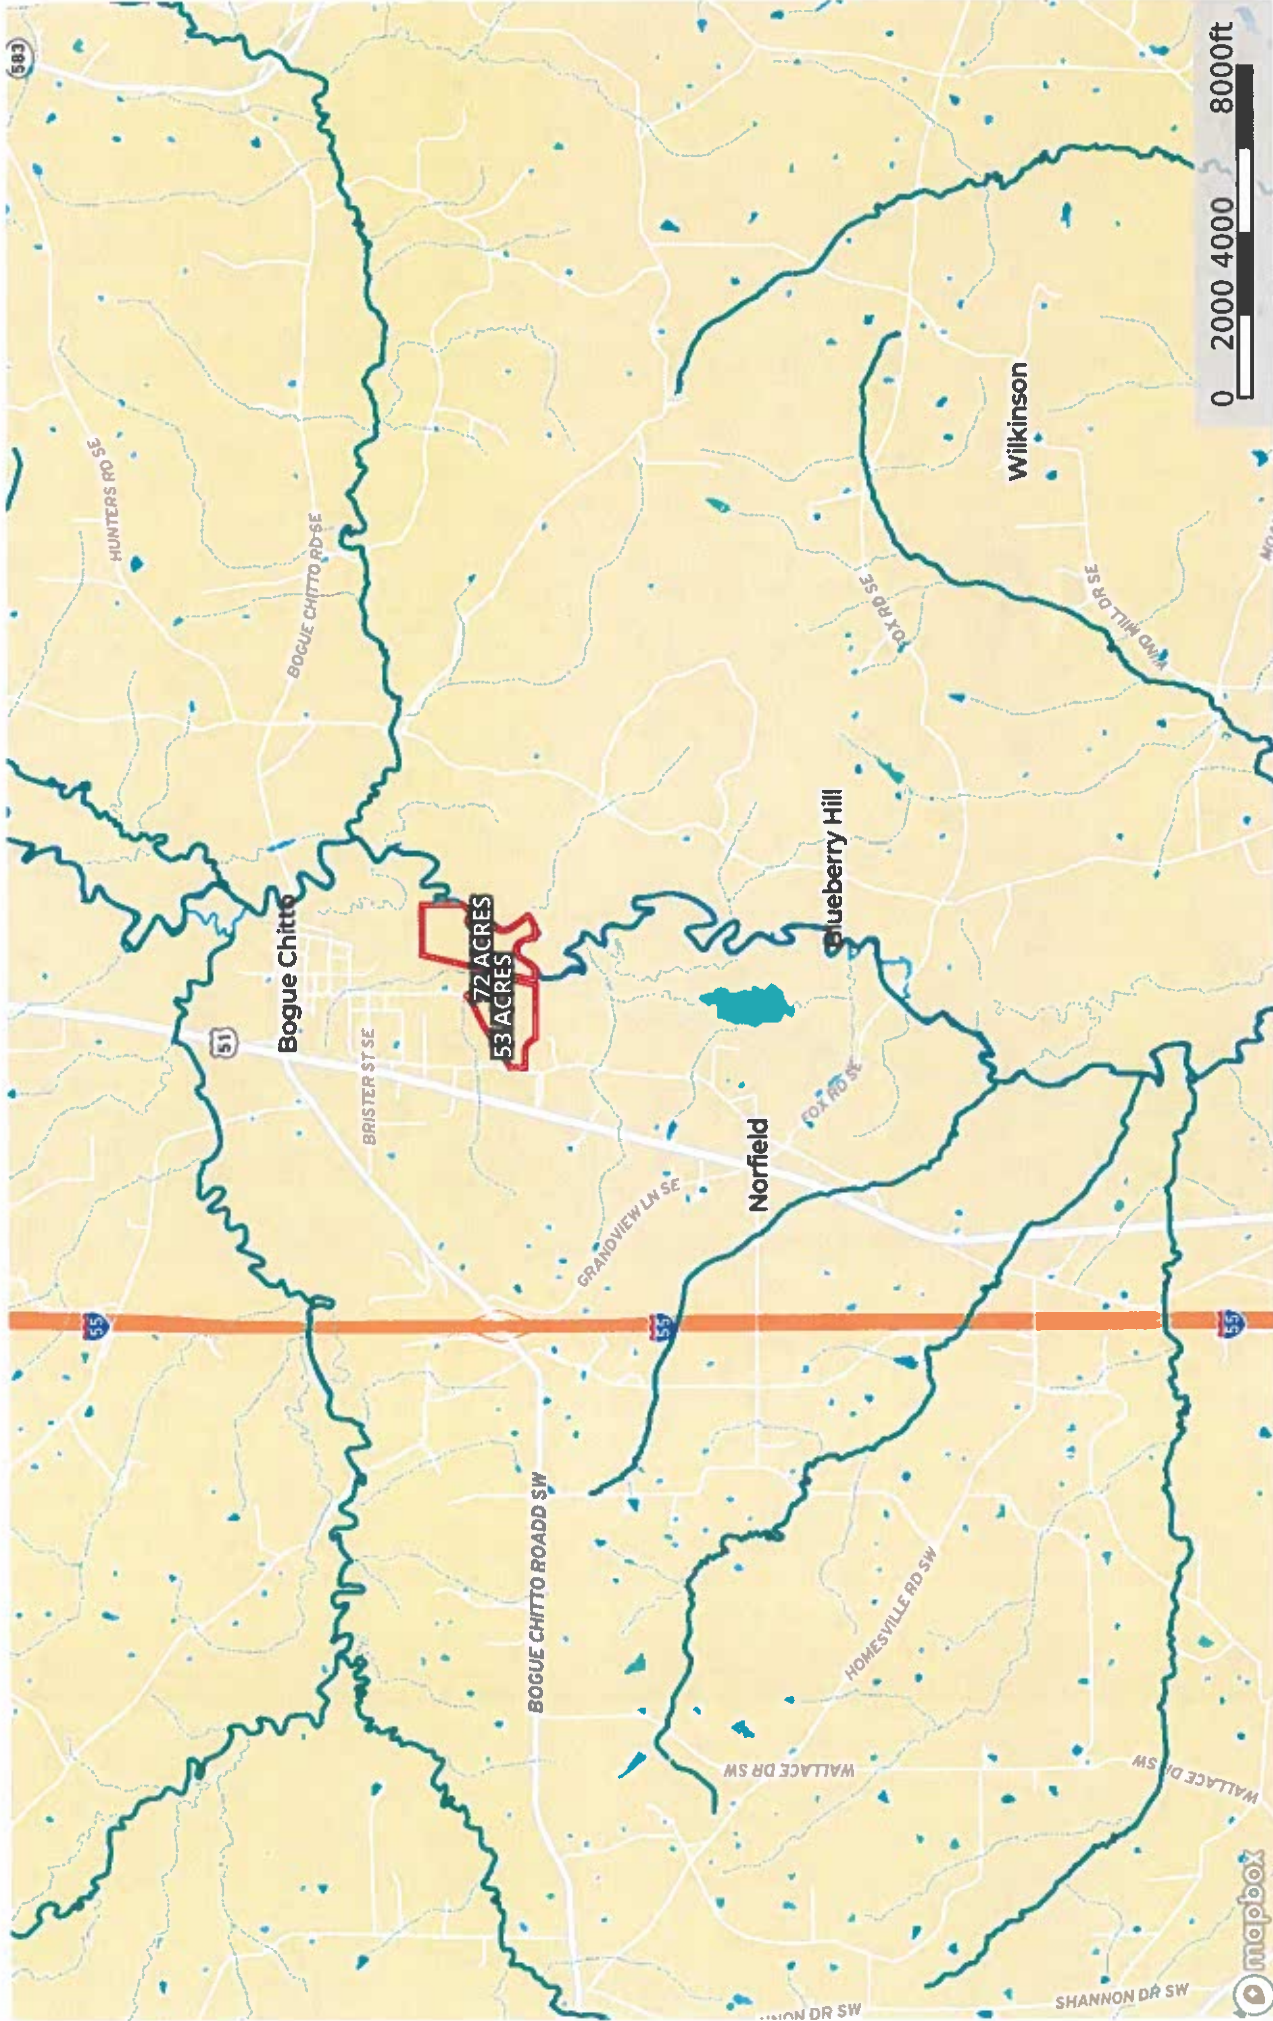 583
55
HUNTERS RD SE
51
Bogue Chitto
BOGUE CHITTO RD SE
BRISTER ST SE
72 ACRES
53 ACRES
BOGUE CHITTO ROADD SW
GRANDVIEW LN SE
55
Norfield
WALLACE DR SW
NNON DR SW
FOX RD SE
Blueberry Hill
FOX RD SE
HOMESVILLE RD SW
Wilkinson
SHANNON DR SW
WIND MILL DR SE
WALLACE DR SW
55
0 2000 4000 8000ft
mapbox